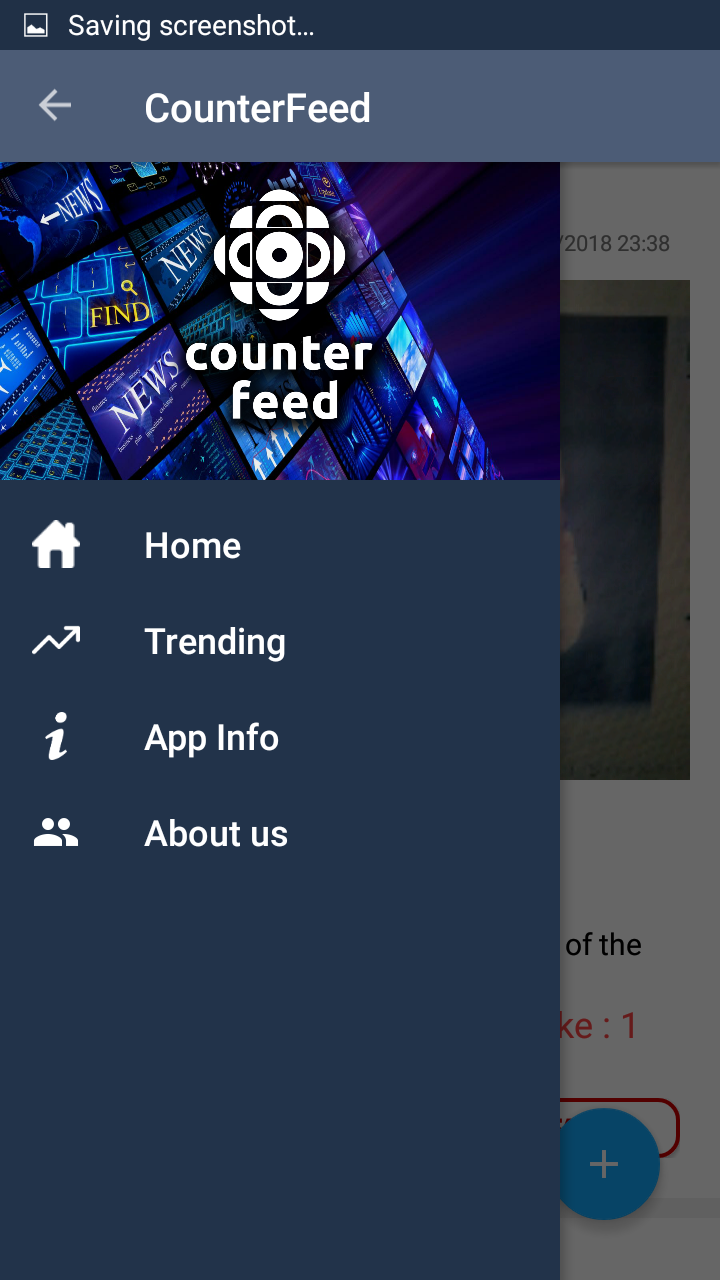 Saving screenshot...
CounterFeed
/2018 23:38
NEWS
NEWS
FIND
NEWS
counter
feed
Home
Trending
App Info
About us
of the
ke : 1